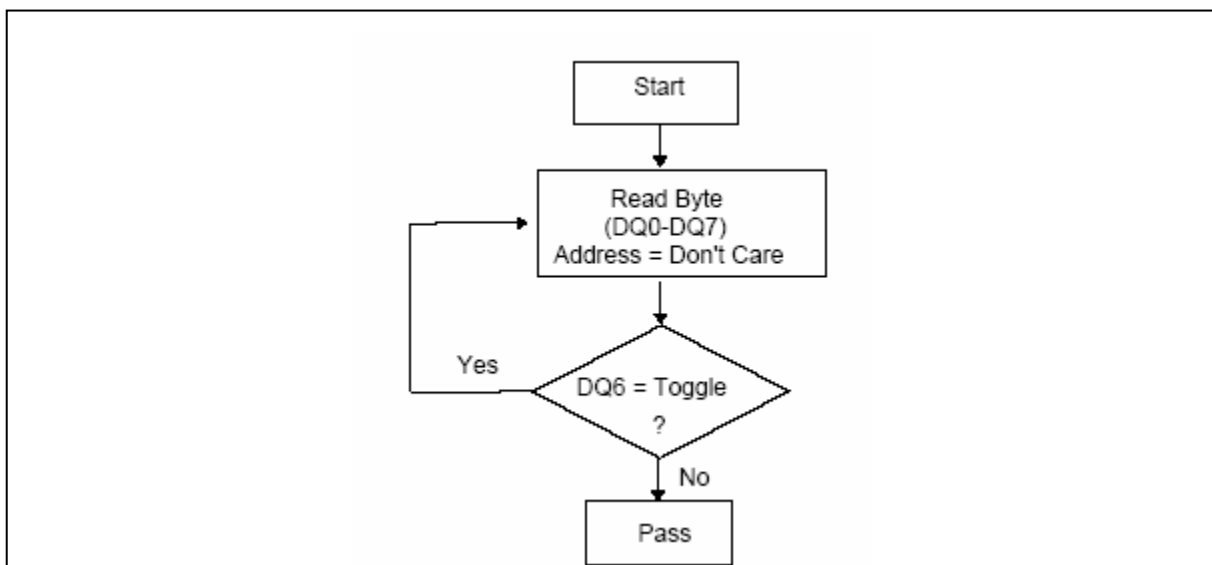 Start
Read Byte
(DQ0-DQ7)
Address = Don't Care
Yes
DQ6 = Toggle
?
No
Pass